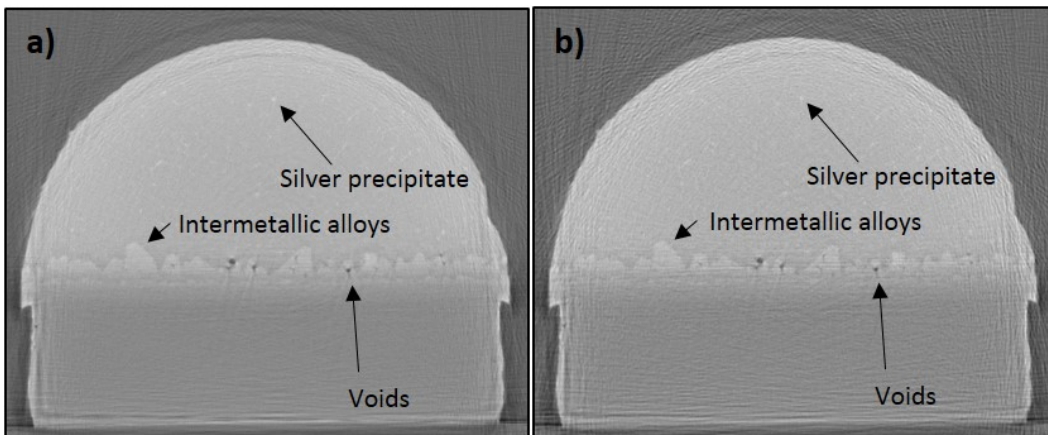 a)
Silver precipitate
Intermetallic alloys
Voids
b)
Silver precipitate
Intermetallic alloys
Voids